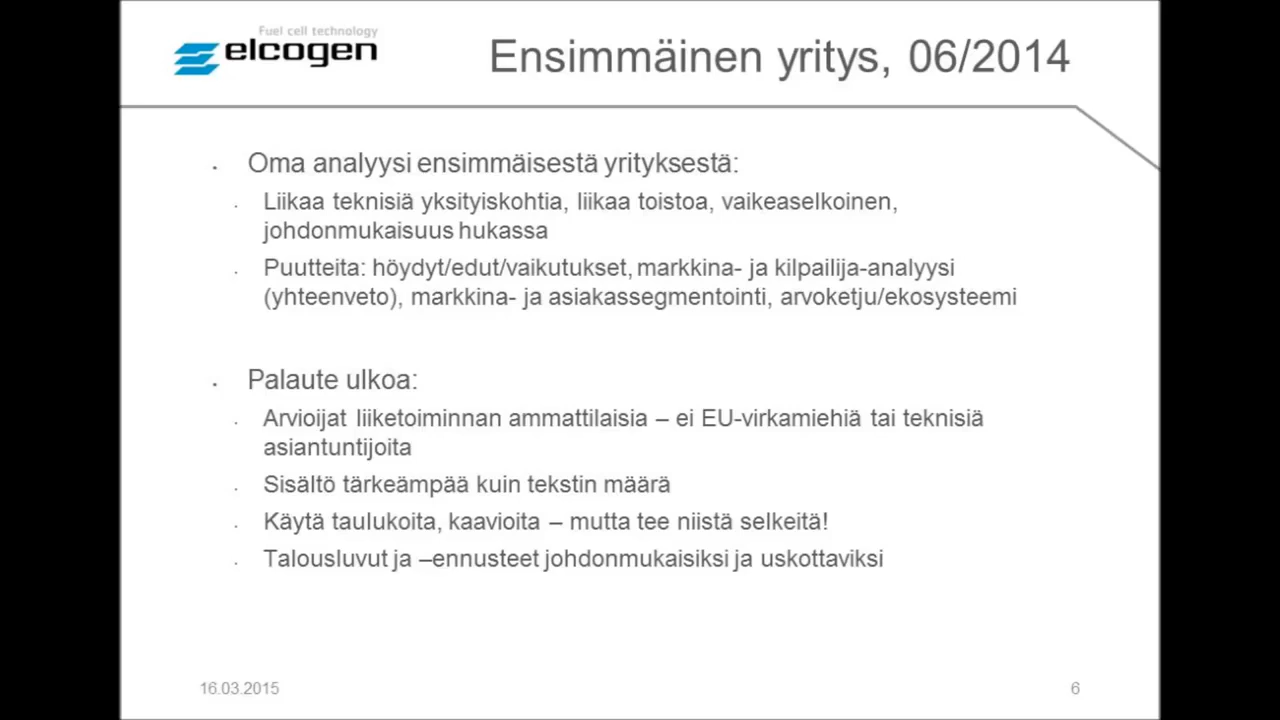 Fuel cell technology
elcogen
Ensimmäinen yritys, 06/2014
Oma analyysi ensimmäisestä yrityksestä:
Liikaa teknisiä yksityiskohtia, liikaa toistoa, vaikeaselkoinen,
johdonmukaisuus hukassa
Puutteita: höydyt/edut/vaikutukset, markkina- ja kilpailija-analyysi
(yhteenveto), markkina- ja asiakassegmentointi, arvoketju/ekosysteemi
Palaute ulkoa:
Arvioijat liiketoiminnan ammattilaisia – ei EU-virkamiehiä tai teknisiä
asiantuntijoita
Sisältö tärkeämpää kuin tekstin määrä
Käytä taulukoita, kaavioita – mutta tee niistä selkeitä!
Talousluvut ja –ennusteet johdonmukaisiksi ja uskottaviksi
16.03.2015
6